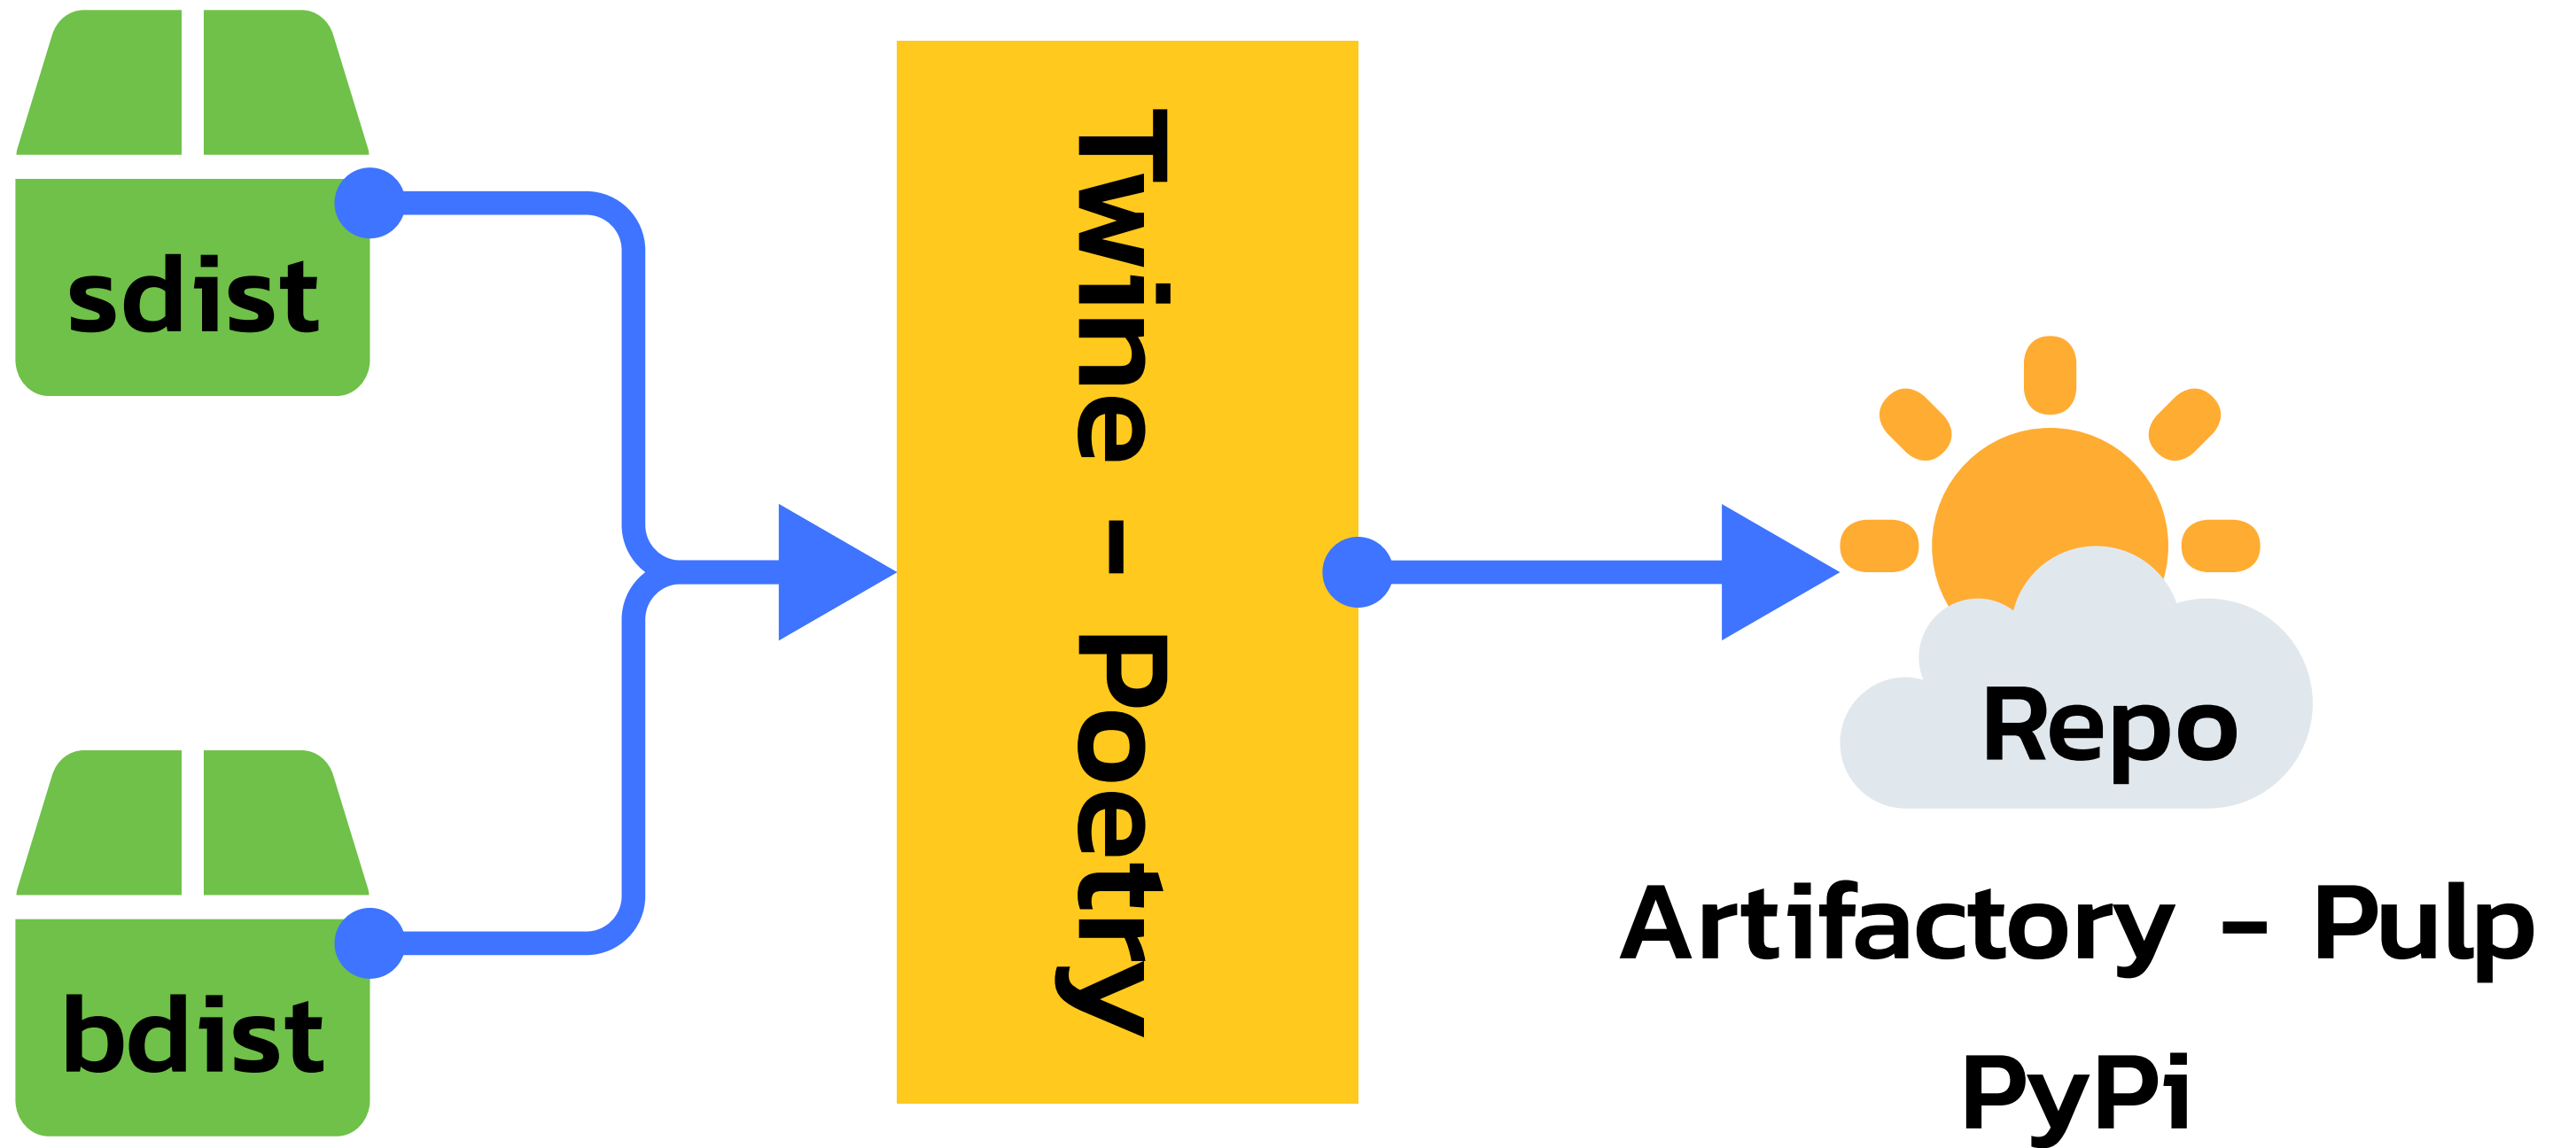 sdist
bdist
Twine - Poetry
Repo
Artifactory - Pulp
PyPi